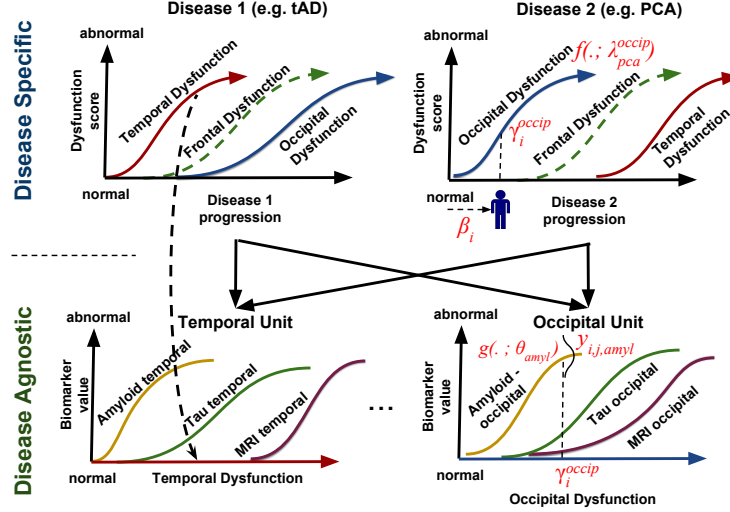 Disease 1 (e.g. tAD)
Disease 2 (e.g. PCA)
Disease Specific
abnormal
Dysfunction
score
normal
Temporal Dysfunction
Frontal Dysfunction
Occipital
Dysfunction
Disease 1
progression
abnormal
Dysfunction
score
normal
Occipital Dysfunction
f(.; λ_pca^occip)
γ_i^occip
Frontal Dysfunction
Temporal
Dysfunction
β_i
Disease 2
progression
Disease Agnostic
Temporal Unit
abnormal
Biomarker
value
normal
Amyloid temporal
Tau temporal
MRI temporal
Temporal Dysfunction
...
Occipital Unit
abnormal
Biomarker
value
normal
g(. ; θ_amyl)
y_i,j,amyl
Amyloid -
occipital
Tau occipital
MRI occipital
γ_i^occip
Occipital Dysfunction